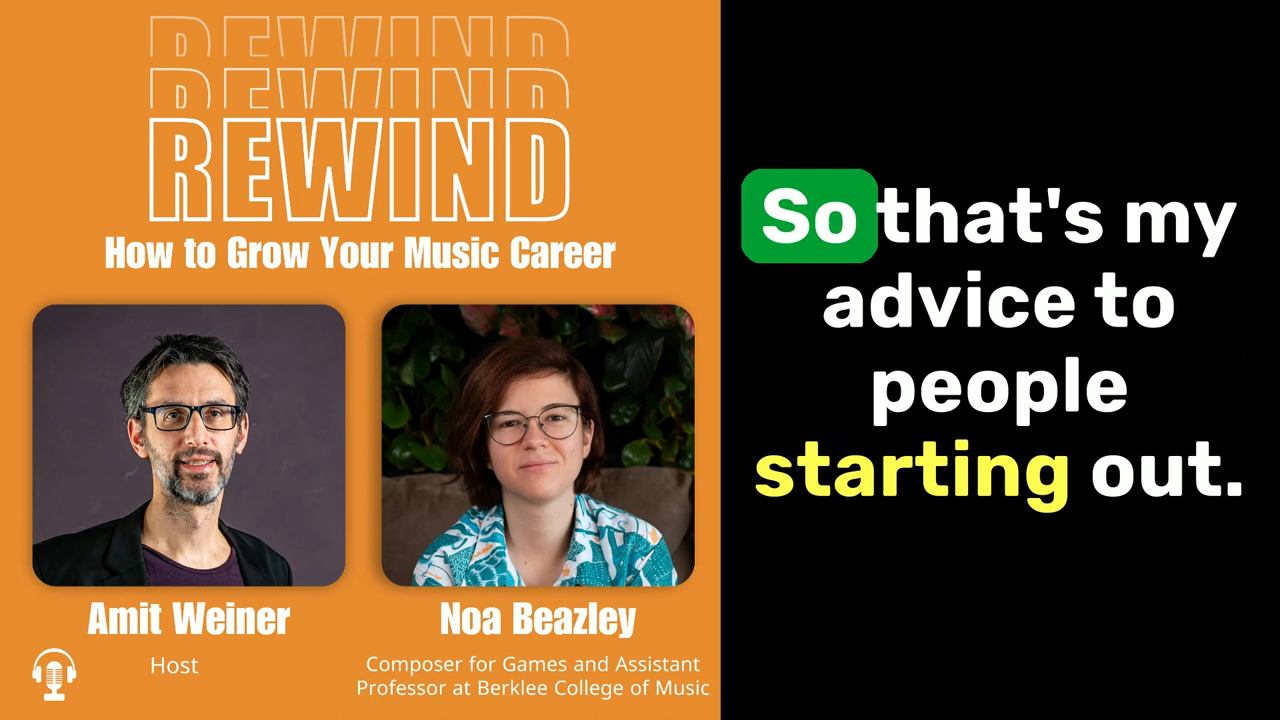 REWIND
REWIND
REWIND
How to Grow Your Music Career
Amit Weiner
Host
Noa Beazley
Composer for Games and Assistant
Professor at Berklee College of Music
So that's my
advice to
people
starting out.